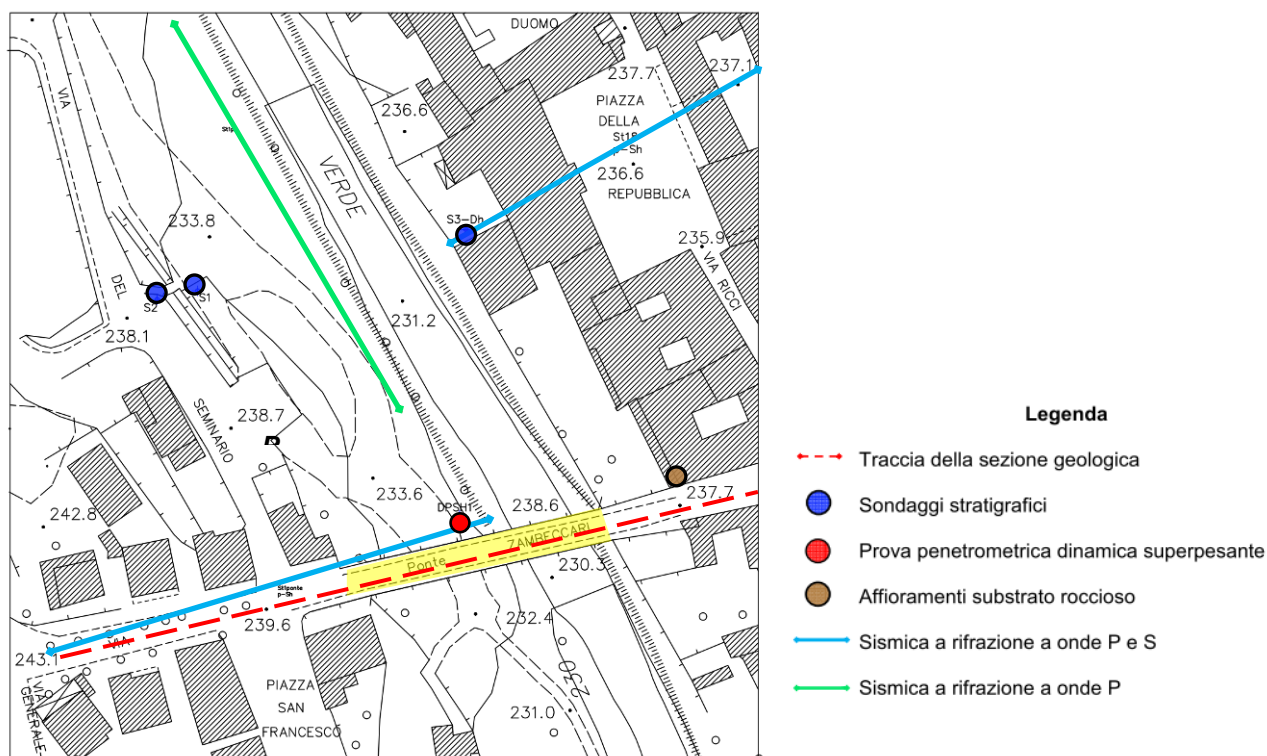 DUOMO
237.7
237.1
VIA
236.6
PIAZZA
DELLA
St1S
p-Sh
236.6
REPUBBLICA
St1p
VERDE
S3-Dh
233.8
235.9
VIA RICCI
DEL
S2
S1
231.2
238.1
SEMINARIO
238.7
233.6
DPSH1
238.6
237.7
Ponte ZAMBECCARI
230.3
St1ponte
p-Sh
239.6
232.4
VIA
243.1
VIA
GENERALE
242.8
PIAZZA
SAN
FRANCESCO
230
231.0
Legenda
Traccia della sezione geologica
Sondaggi stratigrafici
Prova penetrometrica dinamica superpesante
Affioramenti substrato roccioso
Sismica a rifrazione a onde P e S
Sismica a rifrazione a onde P